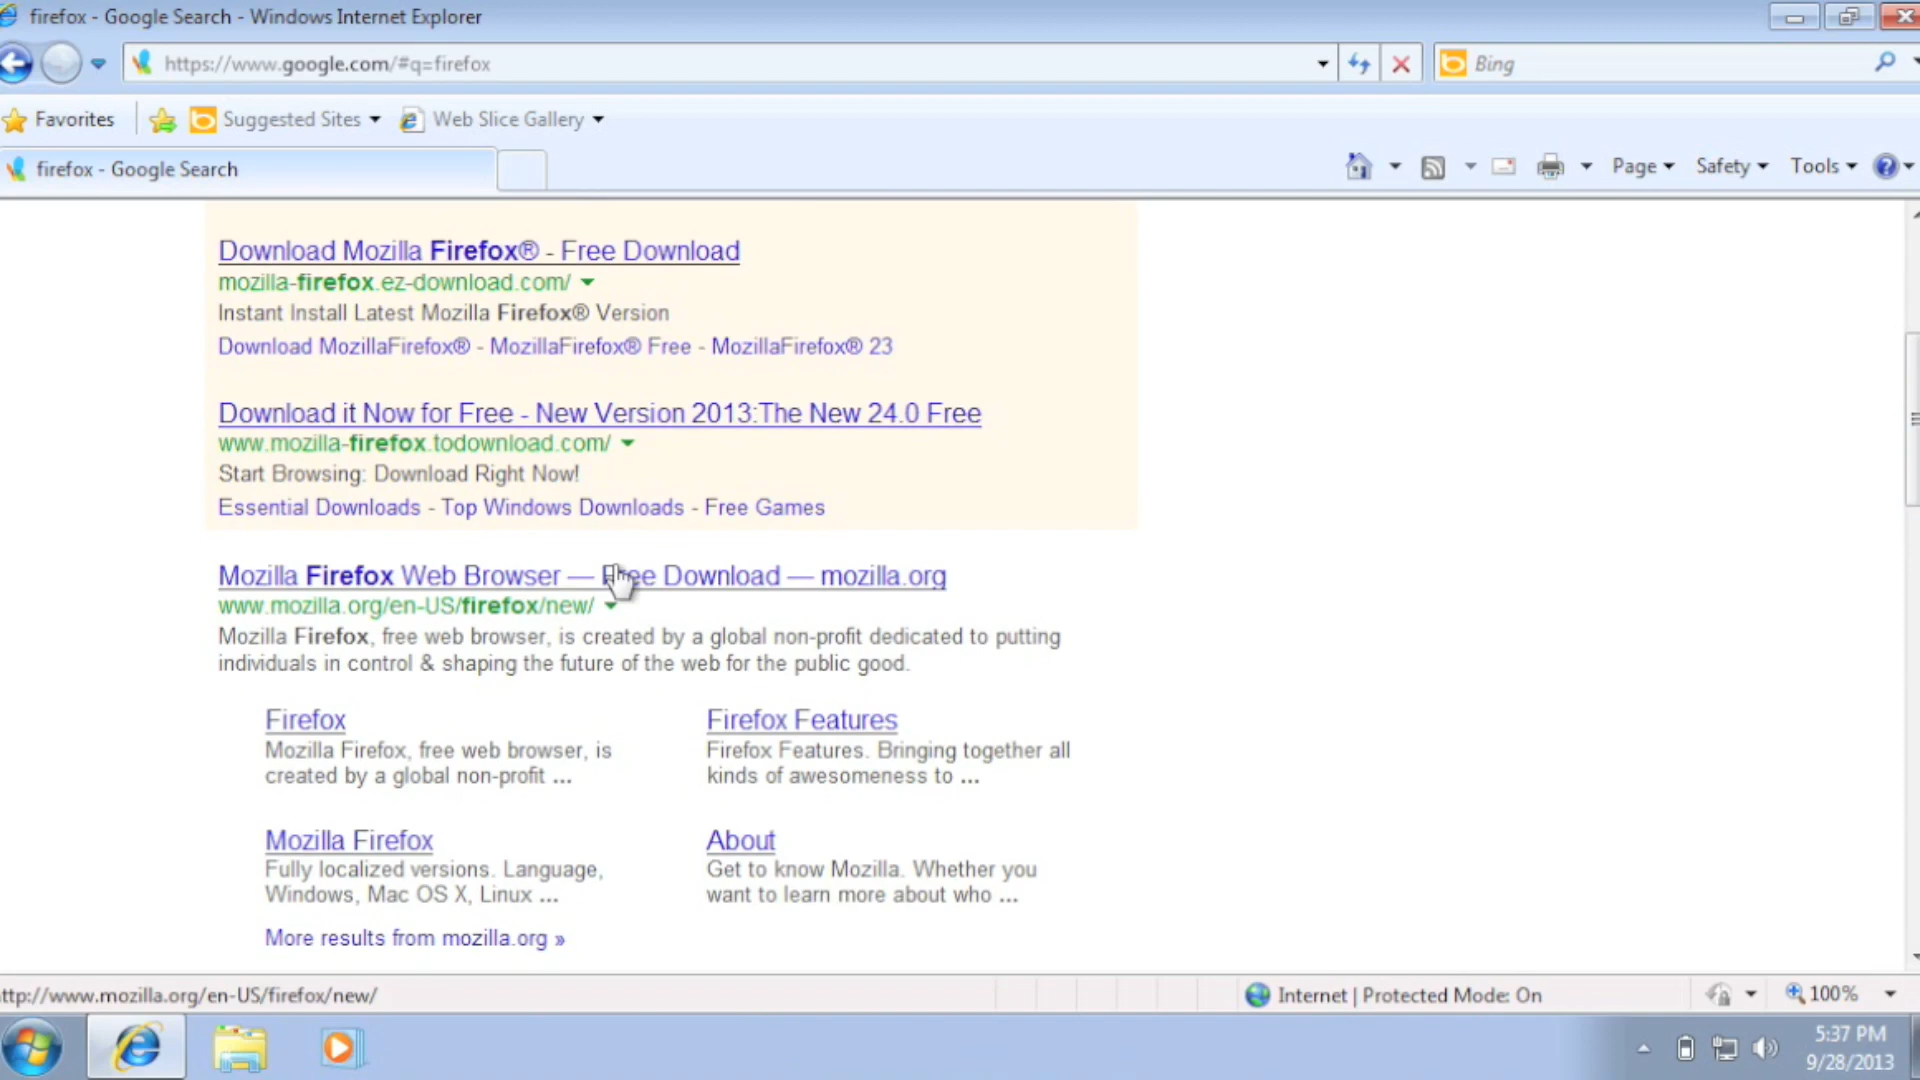 firefox - Google Search - Windows Internet Explorer
https://www.google.com/#q=firefox
Bing
Favorites
Suggested Sites
Web Slice Gallery
firefox - Google Search
Page
Safety
Tools
Download Mozilla Firefox® - Free Download
mozilla-firefox.ez-download.com/
Instant Install Latest Mozilla Firefox® Version
Download MozillaFirefox® - MozillaFirefox® Free - MozillaFirefox® 23
Download it Now for Free - New Version 2013:The New 24.0 Free
www.mozilla-firefox.todownload.com/
Start Browsing: Download Right Now!
Essential Downloads - Top Windows Downloads - Free Games
Mozilla Firefox Web Browser — Free Download — mozilla.org
www.mozilla.org/en-US/firefox/new/
Mozilla Firefox, free web browser, is created by a global non-profit dedicated to putting
individuals in control & shaping the future of the web for the public good.
Firefox
Mozilla Firefox, free web browser, is
created by a global non-profit ...
Firefox Features
Firefox Features. Bringing together all
kinds of awesomeness to ...
Mozilla Firefox
Fully localized versions. Language,
Windows, Mac OS X, Linux ...
About
Get to know Mozilla. Whether you
want to learn more about who ...
More results from mozilla.org »
ttp://www.mozilla.org/en-US/firefox/new/
Internet | Protected Mode: On
100%
5:37 PM
9/28/2013